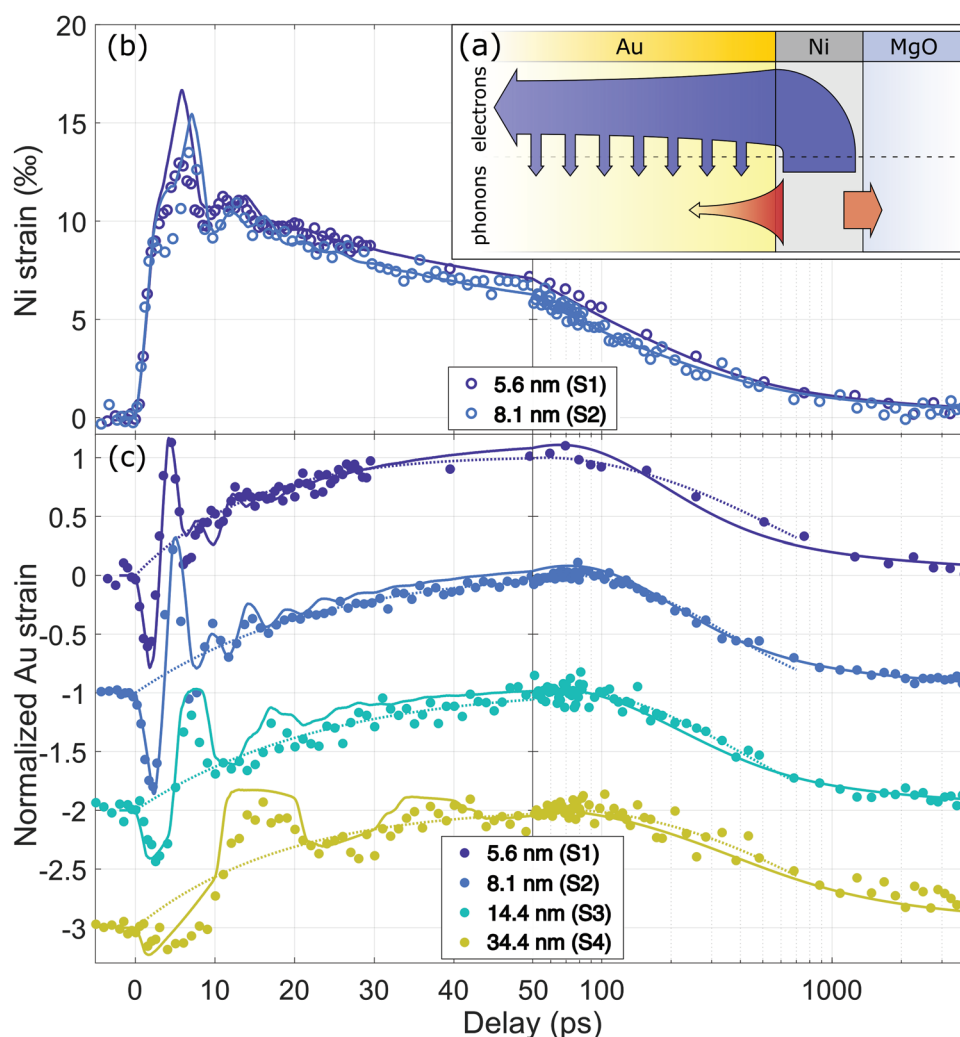 (b)
(a)
Au
Ni
MgO
electrons
phonons
20
15
10
5
0
Ni strain (‰)
5.6 nm (S1)
8.1 nm (S2)
(c)
1
0.5
0
-0.5
-1
-1.5
-2
-2.5
-3
Normalized Au strain
5.6 nm (S1)
8.1 nm (S2)
14.4 nm (S3)
34.4 nm (S4)
0 10 20 30 40 50 100 1000
Delay (ps)